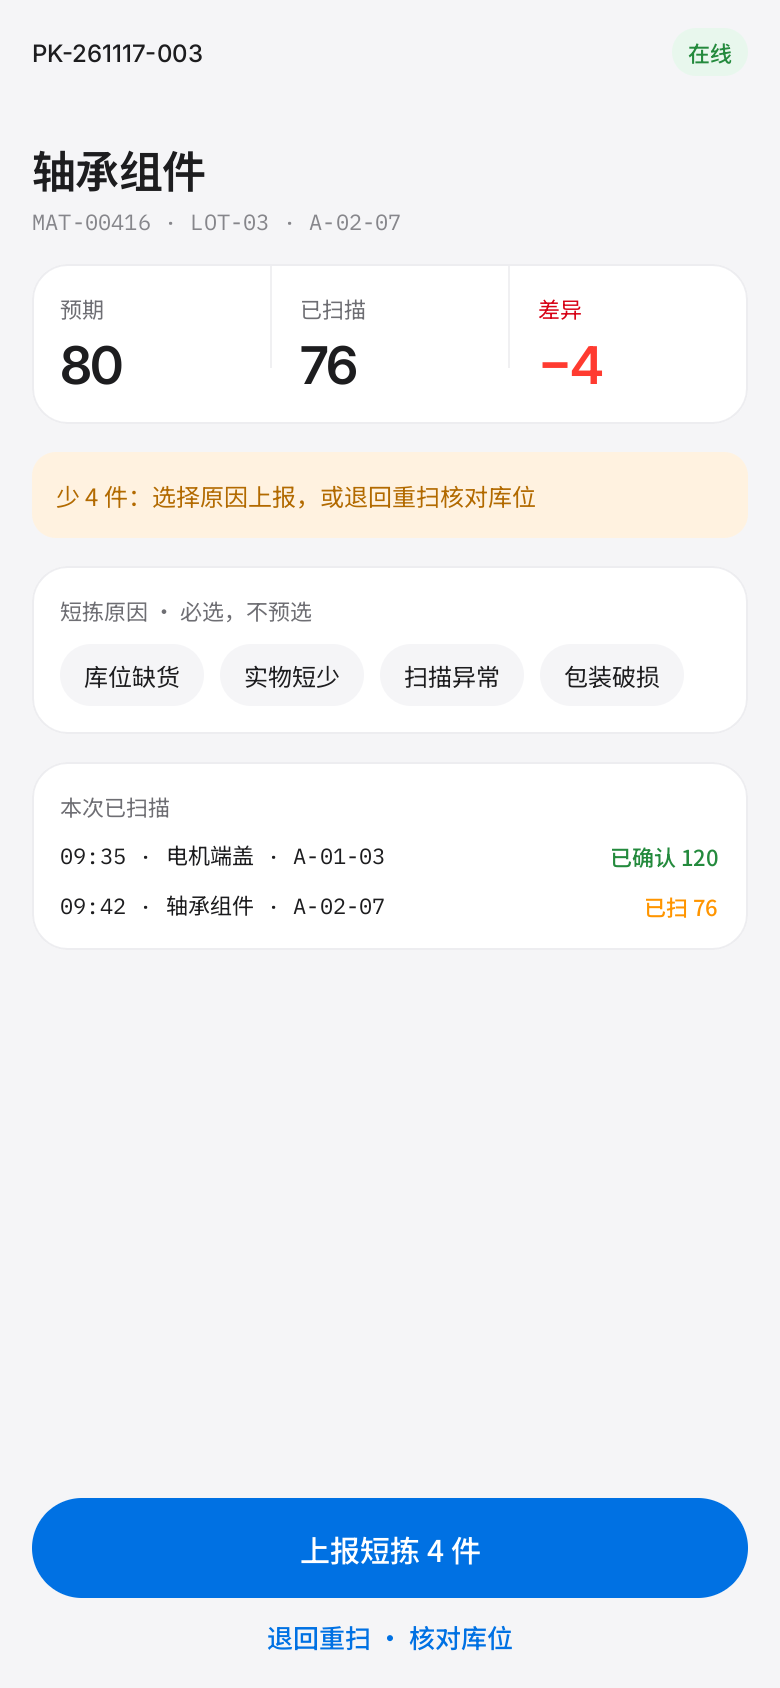 PK-261117-003
在线
轴承组件
MAT-00416 · LOT-03 · A-02-07
预期
已扫描
差异
80
76
−4
少 4 件：选择原因上报，或退回重扫核对库位
短拣原因 · 必选，不预选
库位缺货
实物短少
扫描异常
包装破损
本次已扫描
09:35 · 电机端盖 · A-01-03
已确认 120
09:42 · 轴承组件 · A-02-07
已扫 76
上报短拣 4 件
退回重扫 · 核对库位